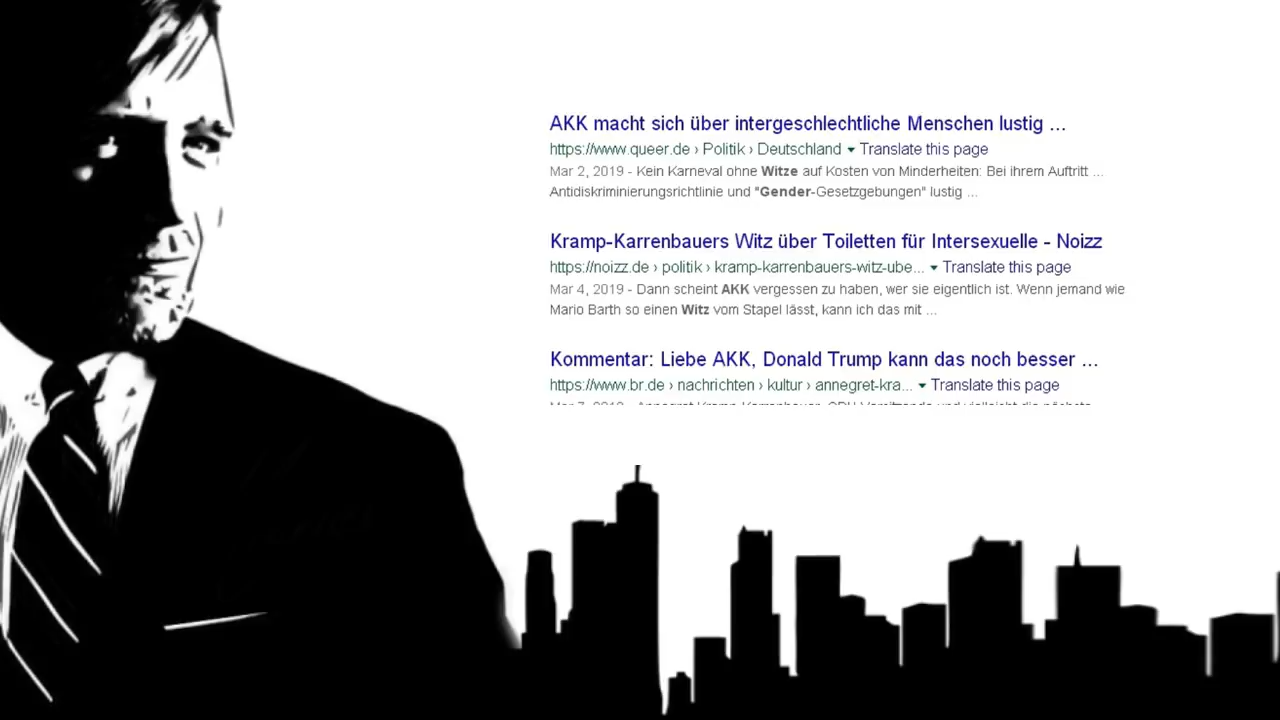 AKK macht sich über intergeschlechtliche Menschen lustig ...
https://www.queer.de › Politik › Deutschland ▾ Translate this page
Mar 2, 2019 - Kein Karneval ohne Witze auf Kosten von Minderheiten: Bei ihrem Auftritt ...
Antidiskriminierungsrichtlinie und "Gender-Gesetzgebungen" lustig ...
Kramp-Karrenbauers Witz über Toiletten für Intersexuelle - Noizz
https://noizz.de › politik › kramp-karrenbauers-witz-ube... ▾ Translate this page
Mar 4, 2019 - Dann scheint AKK vergessen zu haben, wer sie eigentlich ist. Wenn jemand wie
Mario Barth so einen Witz vom Stapel lässt, kann ich das mit ...
Kommentar: Liebe AKK, Donald Trump kann das noch besser ...
https://www.br.de › nachrichten › kultur › annegret-kra... ▾ Translate this page